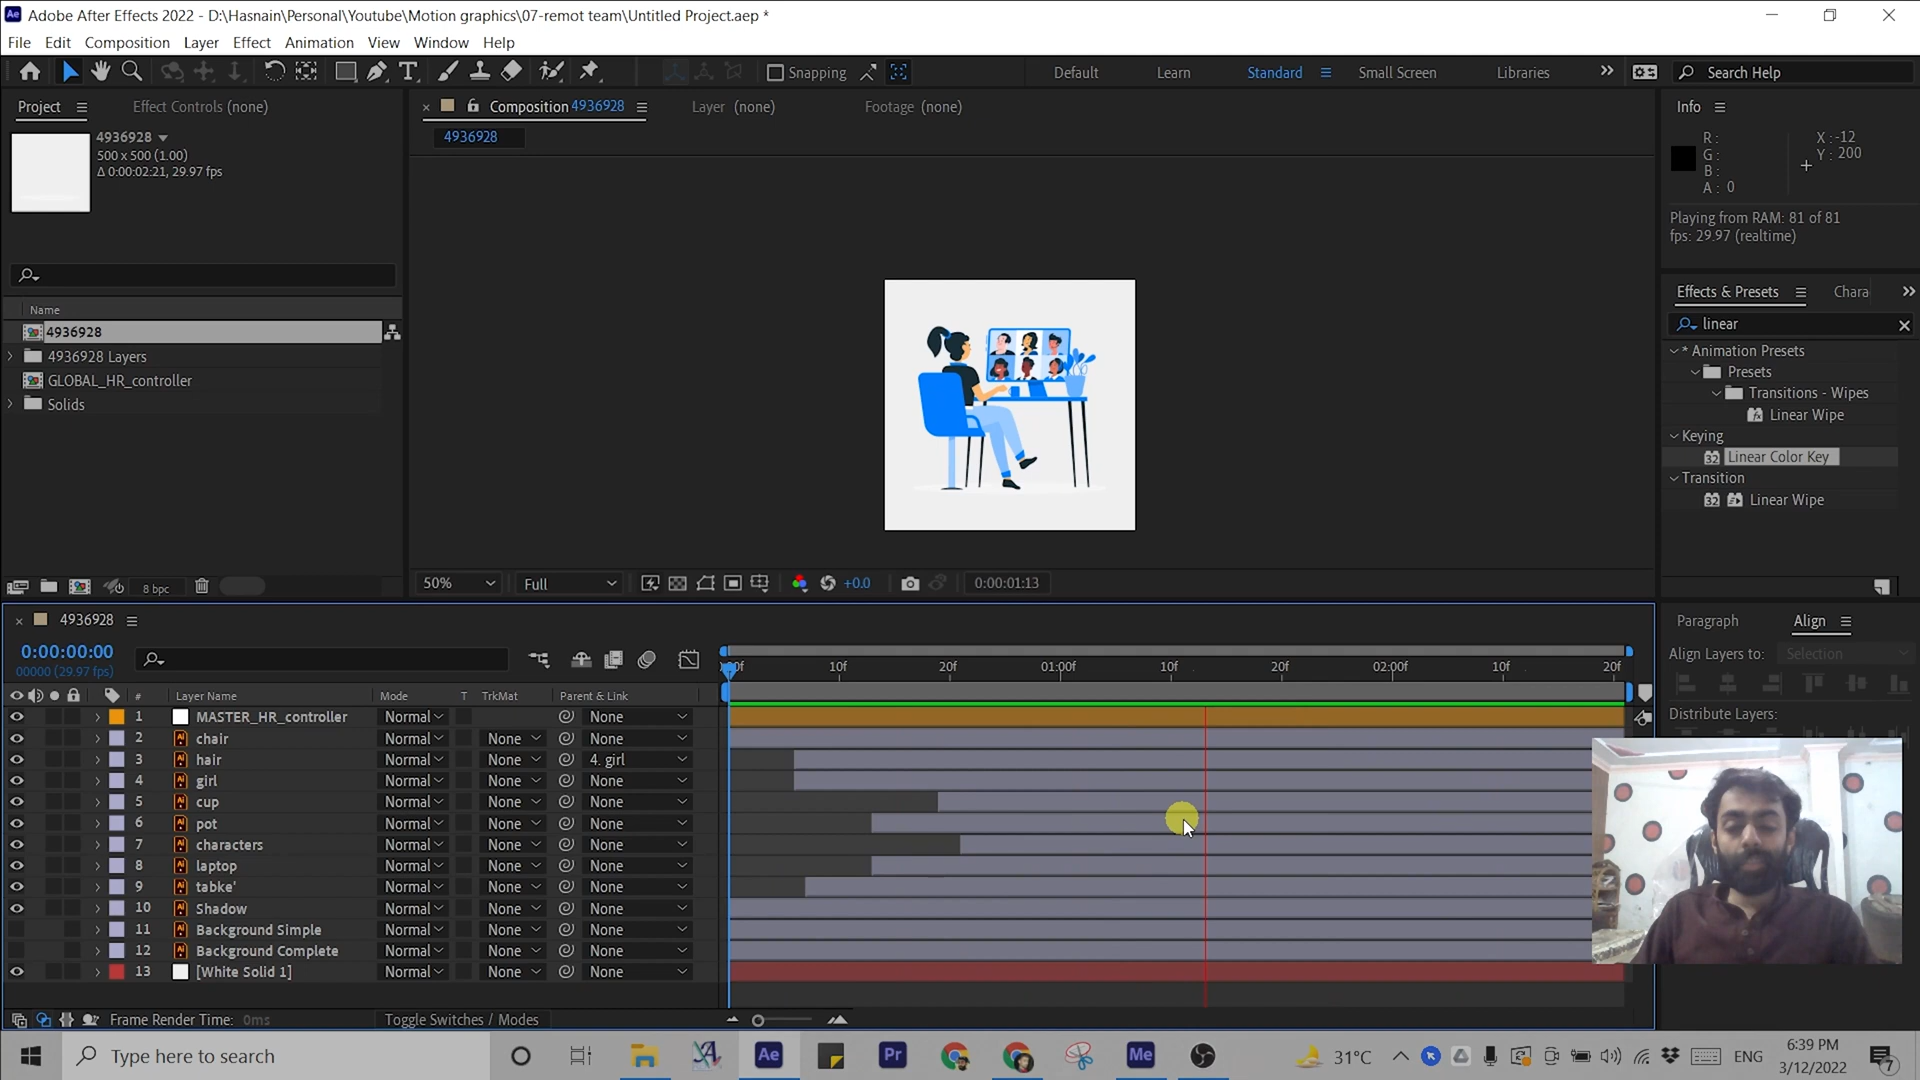 Ae Adobe After Effects 2022 - D:\Hasnain\Personal\Youtube\Motion graphics\07-remot team\Untitled Project.aep *
File Edit Composition Layer Effect Animation View Window Help
Snapping Default Learn Standard Small Screen Libraries Search Help
Project Effect Controls (none) Composition 4936928 Layer (none) Footage (none) Info
4936928
500 x 500 (1.00)
Δ 0:00:02:21, 29.97 fps
4936928
R :
G :
B :
A : 0
X : -12
Y : 200
Playing from RAM: 81 of 81
fps: 29.97 (realtime)
Effects & Presets Chara
linear
* Animation Presets
Presets
Transitions - Wipes
Linear Wipe
Keying
32 Linear Color Key
Transition
32 Linear Wipe
Name
4936928
4936928 Layers
GLOBAL_HR_controller
Solids
8 bpc
50% Full +0.0 0:00:01:13
4936928
0:00:00:00
00000 (29.97 fps)
10f 20f 01:00f 10f 20f 02:00f 10f 20f
# Layer Name Mode T TrkMat Parent & Link
1 MASTER_HR_controller Normal None
2 chair Normal None None
3 hair Normal None 4. girl
4 girl Normal None None
5 cup Normal None None
6 pot Normal None None
7 characters Normal None None
8 laptop Normal None None
9 tabke' Normal None None
10 Shadow Normal None None
11 Background Simple Normal None None
12 Background Complete Normal None None
13 [White Solid 1] Normal None None
Frame Render Time: 0ms Toggle Switches / Modes
Paragraph Align
Align Layers to: Selection
Distribute Layers:
Type here to search
Ae Pr Me
31°C ENG
6:39 PM
3/12/2022
7